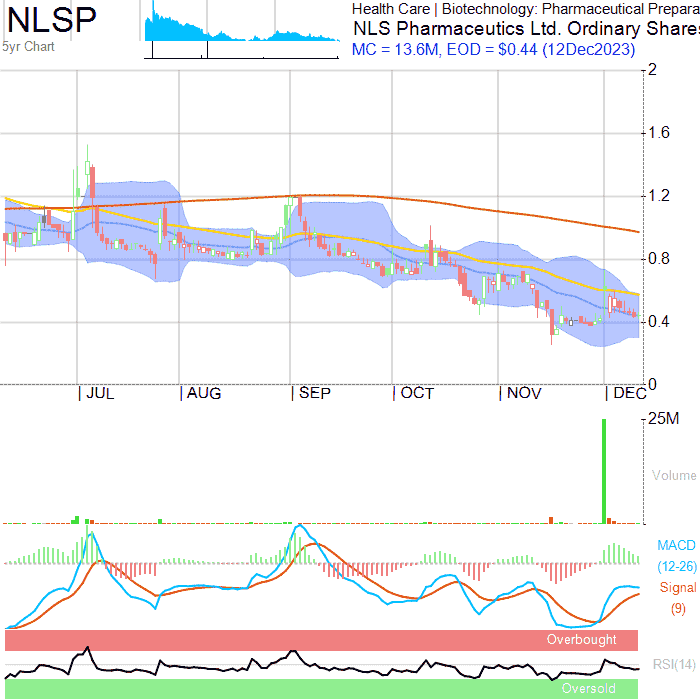 NLSP
5yr Chart
Health Care | Biotechnology: Pharmaceutical Prepara
NLS Pharmaceutics Ltd. Ordinary Shares
MC = 13.6M, EOD = $0.44 (12Dec2023)
2
1.6
1.2
0.8
0.4
0
| JUL | AUG | SEP | OCT | NOV | DEC
25M
Volume
MACD
(12-26)
Signal
(9)
Overbought
RSI(14)
Oversold